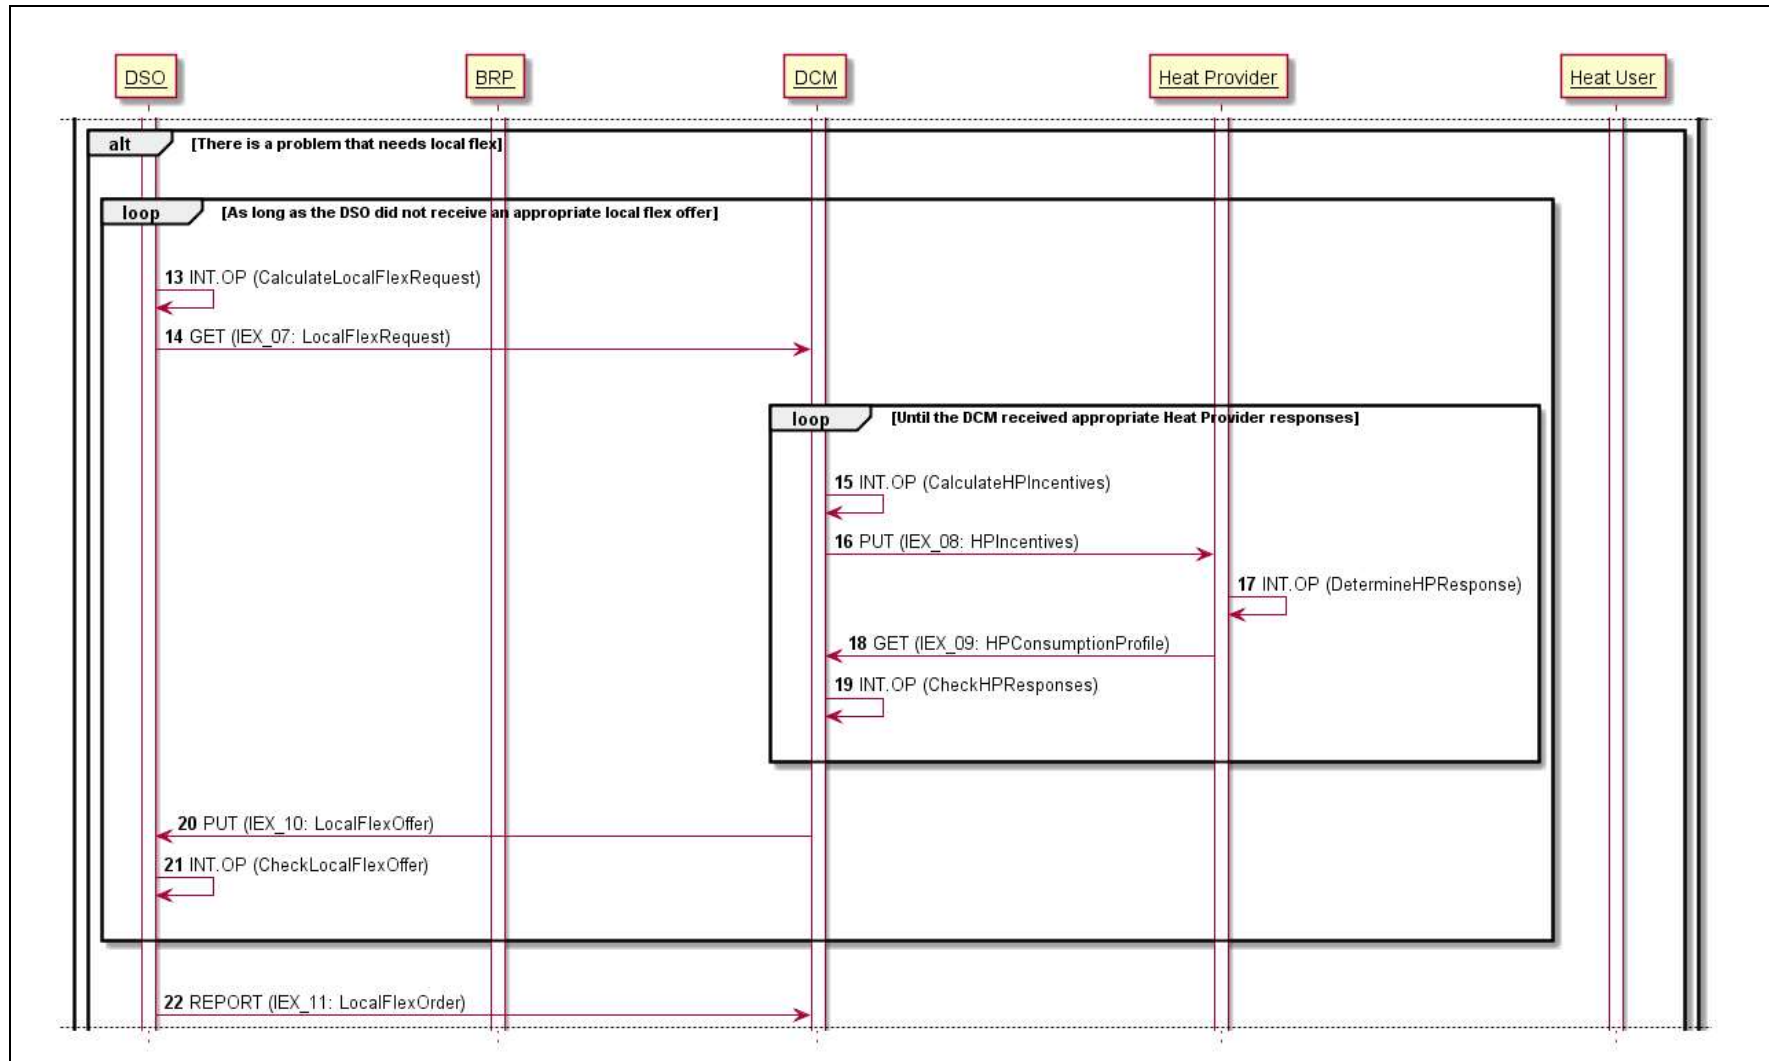 DSO BRP DCM Heat Provider Heat User
alt [There is a problem that needs local flex]
loop [As long as the DSO did not receive an appropriate local flex offer]
13 INT.OP (CalculateLocalFlexRequest)
14 GET (IEX_07: LocalFlexRequest)
loop [Until the DCM received appropriate Heat Provider responses]
15 INT.OP (CalculateHPIncentives)
16 PUT (IEX_08: HPIncentives)
17 INT.OP (DetermineHPResponse)
18 GET (IEX_09: HPConsumptionProfile)
19 INT.OP (CheckHPResponses)
20 PUT (IEX_10: LocalFlexOffer)
21 INT.OP (CheckLocalFlexOffer)
22 REPORT (IEX_11: LocalFlexOrder)